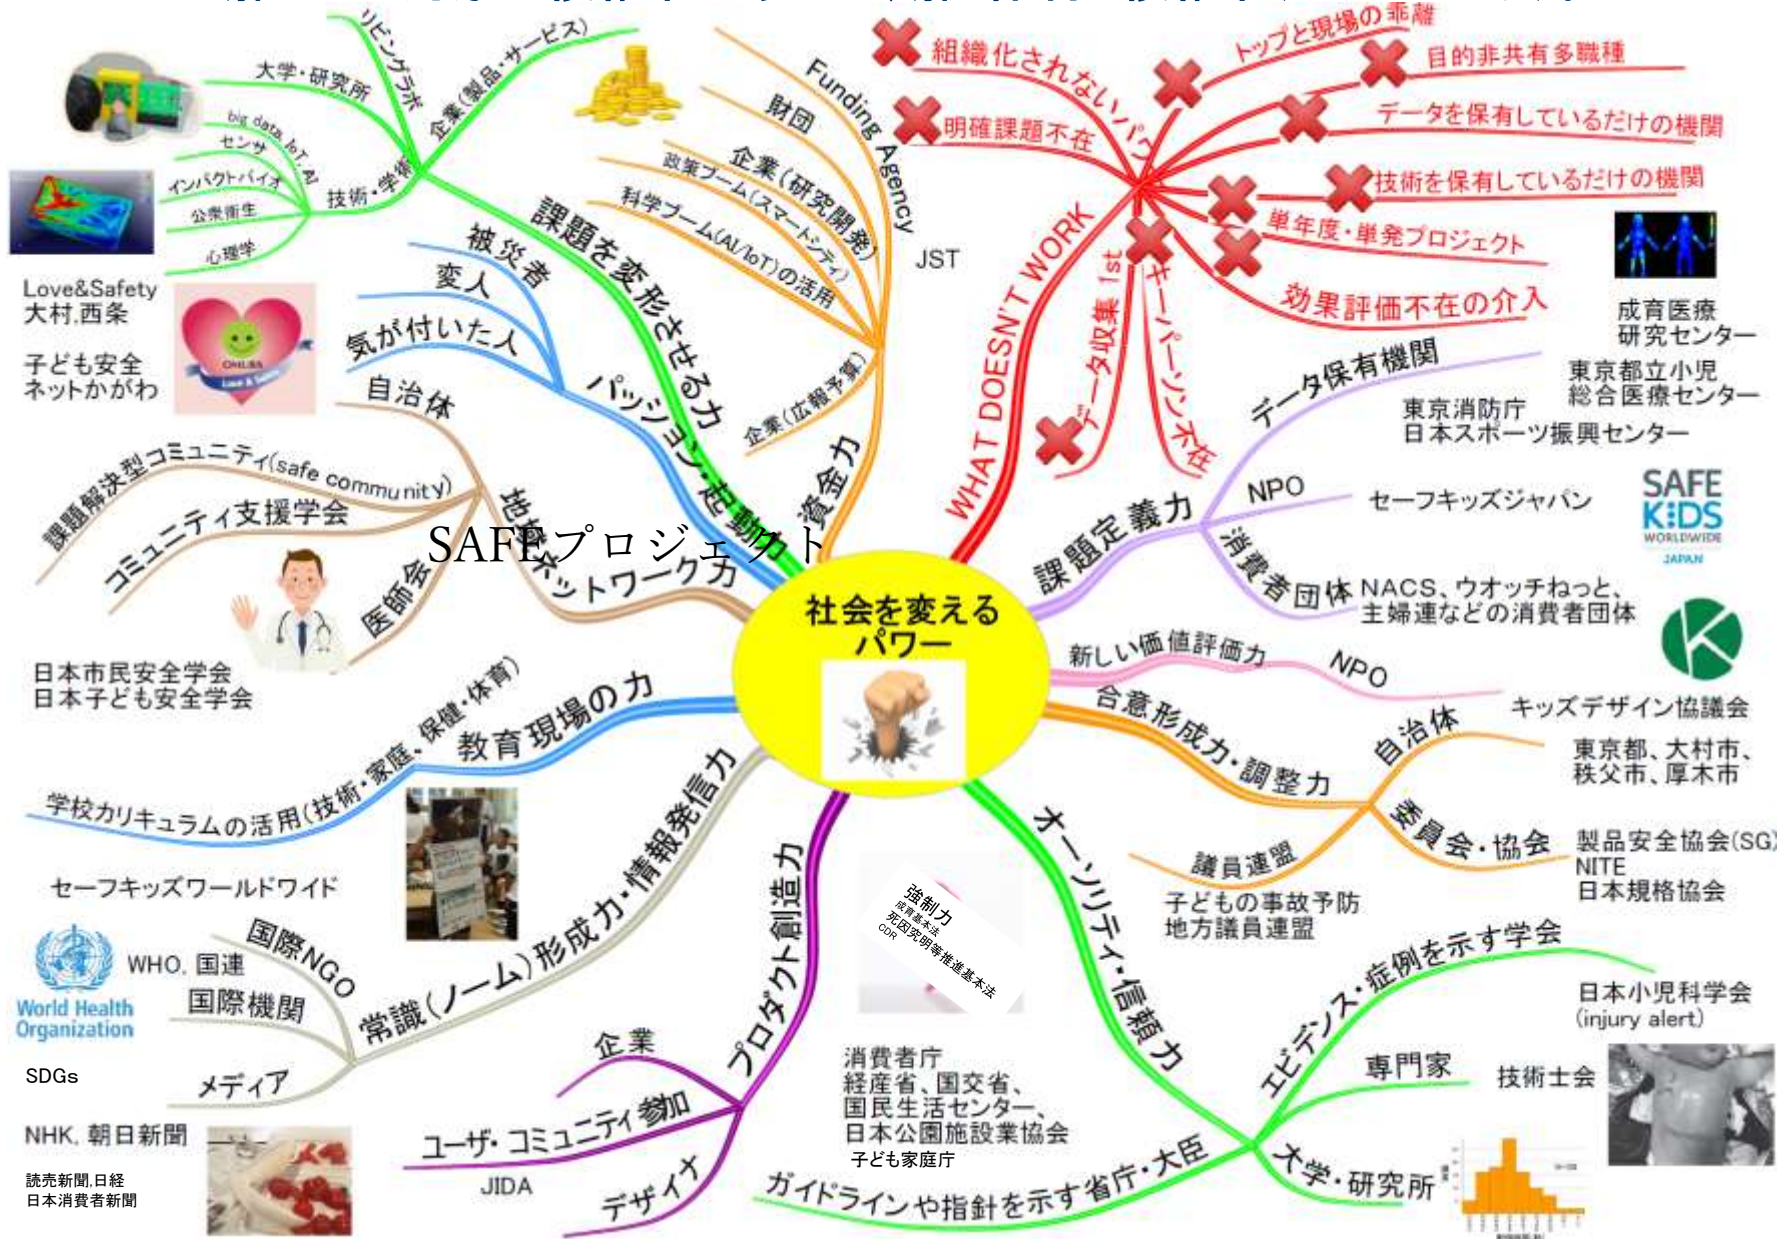 リビングラボ
大学・研究所
企業(製品・サービス)
big data, IoT, AI
センサ
インパクトバイオ
公衆衛生
心理学
技術・学術
課題を変形させる力
Love&Safety
大村,西条
子ども安全
ネットかがわ
OMURA
Love & Safety
被災者
変人
気が付いた人
パッション・起動力
Funding Agency
財団
企業(研究開発)
政策ブーム(スマートシティ)
科学ブーム(AI/IoT)の活用
企業(広報予算)
資金力
JST
組織化されないパワ
明確課題不在
トップと現場の乖離
目的非共有多職種
データを保有しているだけの機関
技術を保有しているだけの機関
単年度・単発プロジェクト
効果評価不在の介入
キーパーソン不在
データ収集 1st
WHAT DOESN'T WORK
成育医療
研究センター
東京都立小児
総合医療センター
データ保有機関
東京消防庁
日本スポーツ振興センター
NPO
セーフキッズジャパン
SAFE
KIDS
WORLDWIDE
JAPAN
課題定義力
消費者団体
NACS、ウオッチねっと、
主婦連などの消費者団体
自治体
課題解決型コミュニティ(safe community)
コミュニティ支援学会
医師会
地域ネットワーク力
SAFEプロジェクト
日本市民安全学会
日本子ども安全学会
社会を変える
パワー
新しい価値評価力
NPO
キッズデザイン協議会
合意形成力・調整力
自治体
東京都、大村市、
秩父市、厚木市
委員会・協会
製品安全協会(SG)
NITE
日本規格協会
議員連盟
子どもの事故予防
地方議員連盟
教育現場の力
学校カリキュラムの活用(技術・家庭、保健・体育)
セーフキッズワールドワイド
国際NGO
WHO, 国連
国際機関
World Health
Organization
SDGs
メディア
NHK, 朝日新聞
読売新聞,日経
日本消費者新聞
常識(ノーム)形成力・情報発信力
プロダクト創造力
企業
ユーザ・コミュニティ参加
JIDA
デザイナ
強制力
成育基本法
死因究明等推進基本法
CDR
消費者庁
経産省、国交省、
国民生活センター、
日本公園施設業協会
子ども家庭庁
オーソリティ・信頼力
ガイドラインや指針を示す省庁・大臣
エビデンス・症例を示す学会
日本小児科学会
(injury alert)
専門家
技術士会
大学・研究所